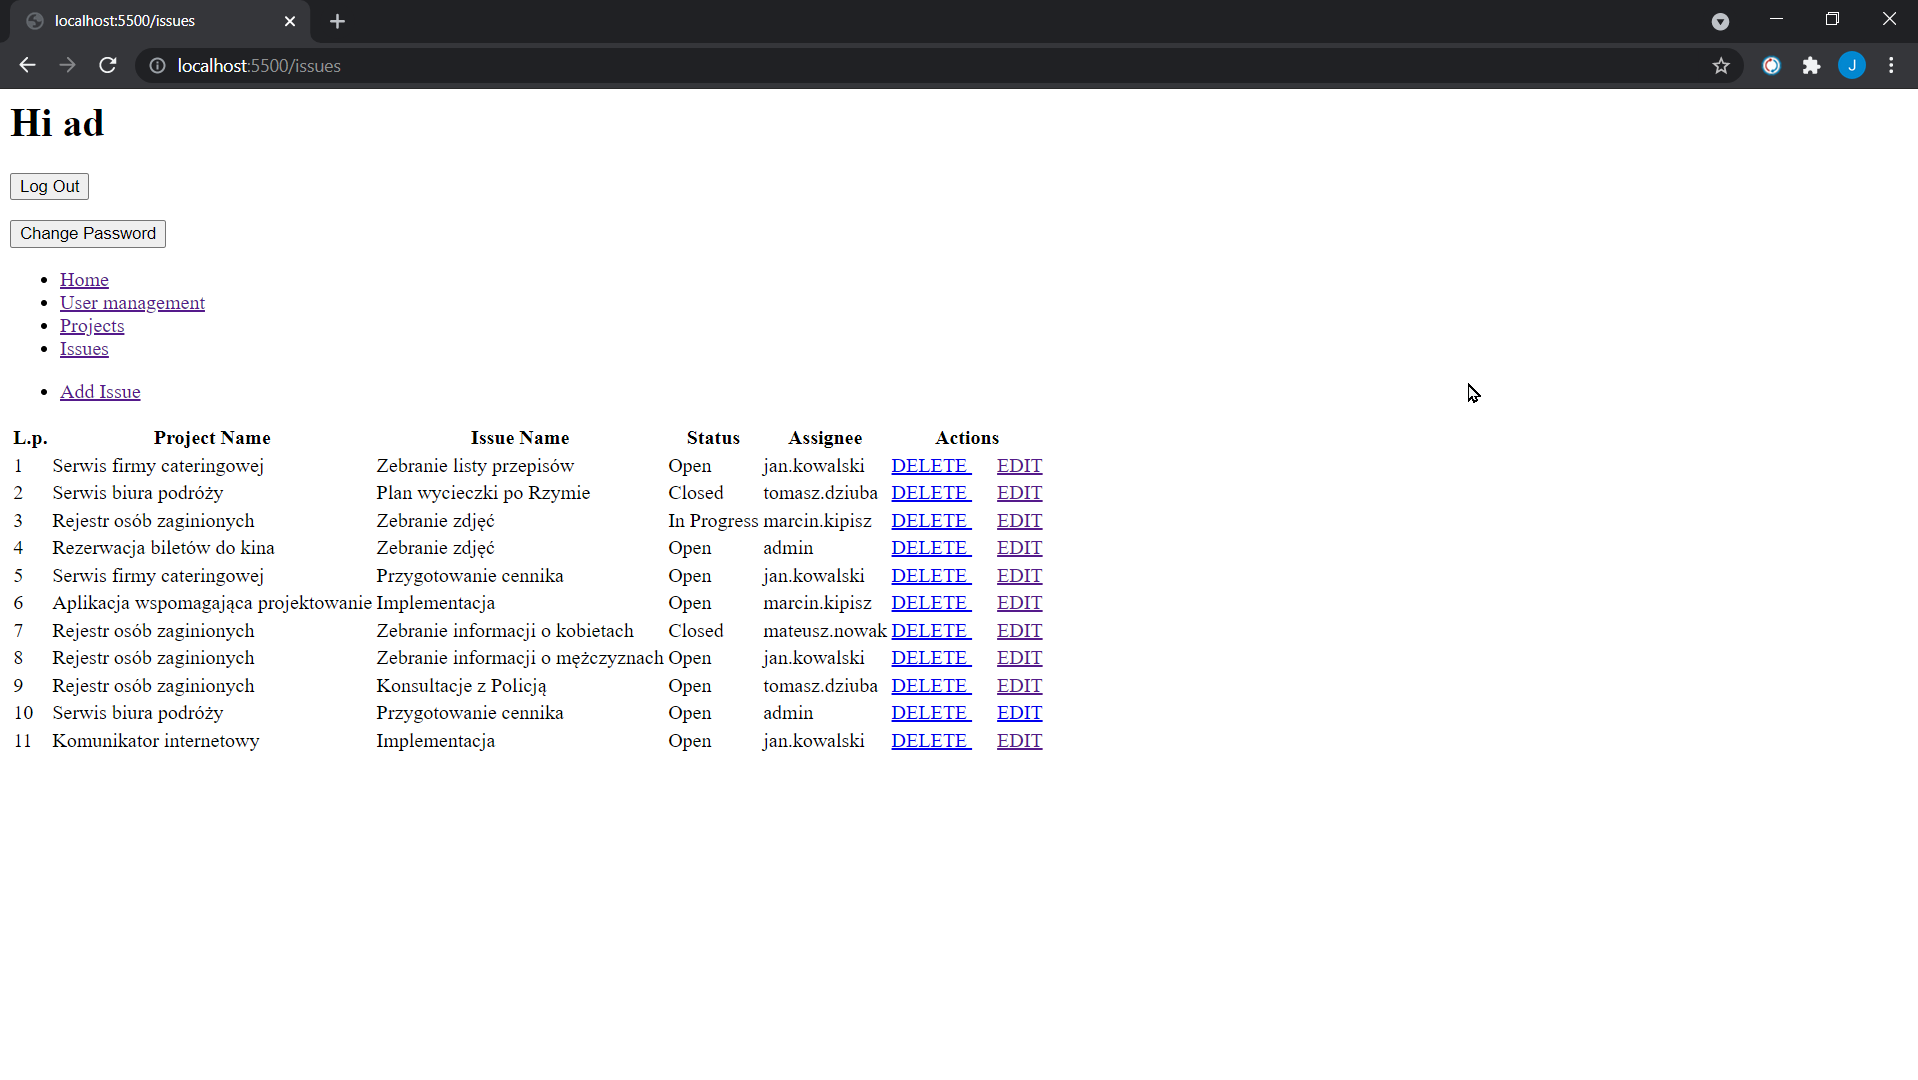 localhost:5500/issues
localhost:5500/issues
J
Hi ad
Log Out
Change Password
Home
User management
Projects
Issues
Add Issue
L.p. Project Name Issue Name Status Assignee Actions
1 Serwis firmy cateringowej Zebranie listy przepisów Open jan.kowalski DELETE EDIT
2 Serwis biura podróży Plan wycieczki po Rzymie Closed tomasz.dziuba DELETE EDIT
3 Rejestr osób zaginionych Zebranie zdjęć In Progress marcin.kipisz DELETE EDIT
4 Rezerwacja biletów do kina Zebranie zdjęć Open admin DELETE EDIT
5 Serwis firmy cateringowej Przygotowanie cennika Open jan.kowalski DELETE EDIT
6 Aplikacja wspomagająca projektowanie Implementacja Open marcin.kipisz DELETE EDIT
7 Rejestr osób zaginionych Zebranie informacji o kobietach Closed mateusz.nowak DELETE EDIT
8 Rejestr osób zaginionych Zebranie informacji o mężczyznach Open jan.kowalski DELETE EDIT
9 Rejestr osób zaginionych Konsultacje z Policją Open tomasz.dziuba DELETE EDIT
10 Serwis biura podróży Przygotowanie cennika Open admin DELETE EDIT
11 Komunikator internetowy Implementacja Open jan.kowalski DELETE EDIT